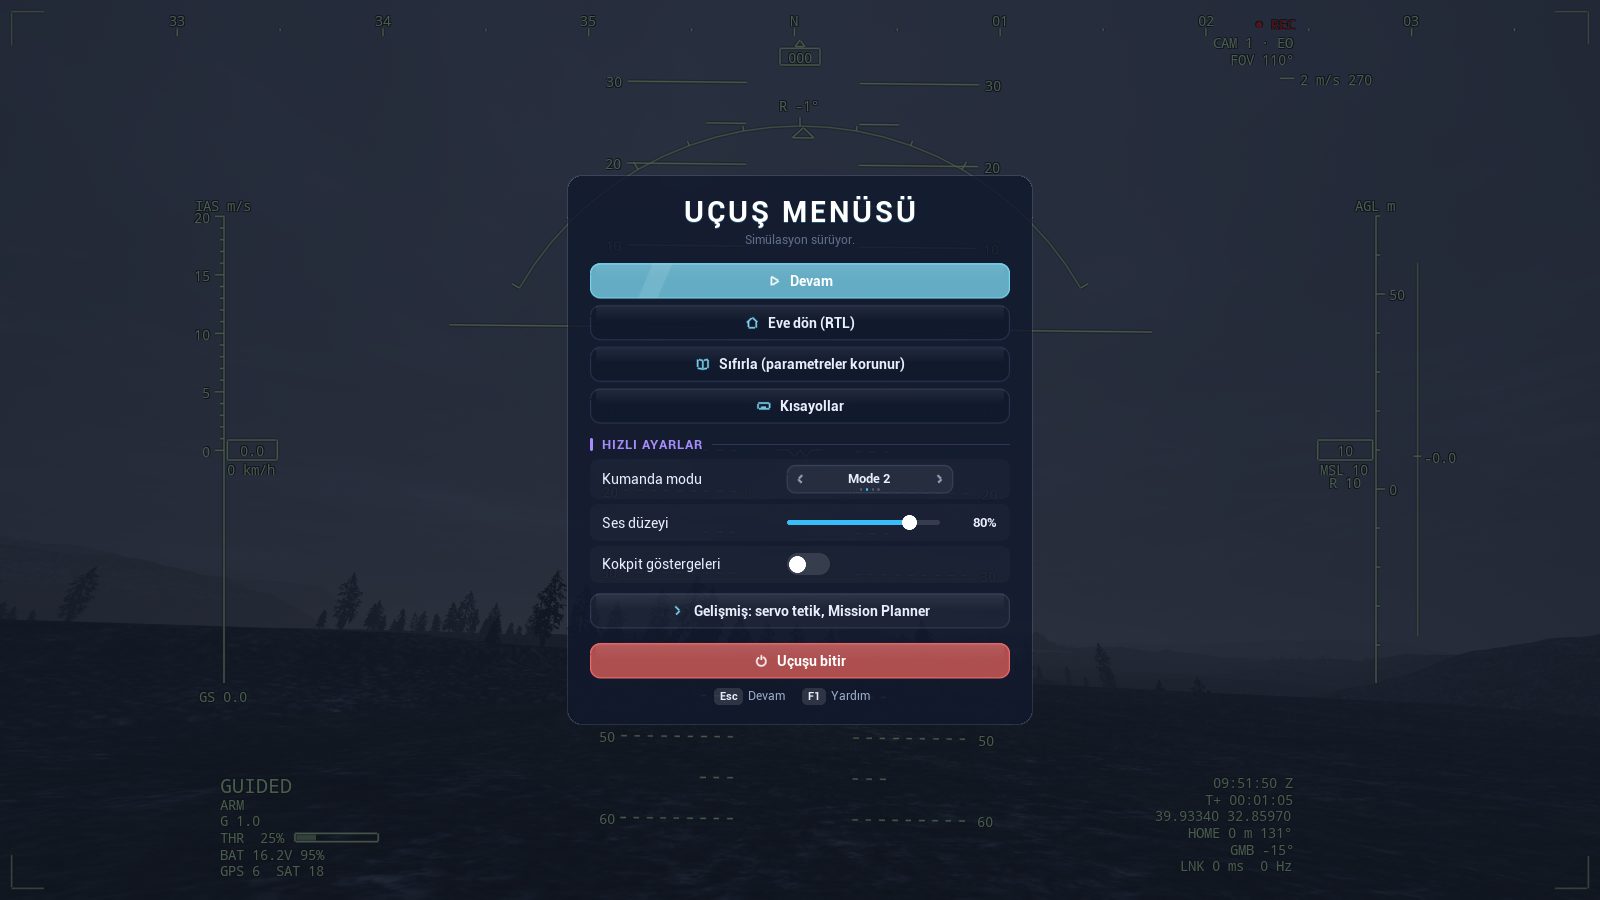 33 34 35 N 01 02 03
REC
CAM 1 · EO
FOV 110°
2 m/s 270
000
30 30
R -1°
20 20
IAS m/s
AGL m
20
15
10
5
0
0.0
0 km/h
GS 0.0
UÇUŞ MENÜSÜ
Simülasyon sürüyor.
10 10
Devam
Eve dön (RTL)
Sıfırla (parametreler korunur)
Kısayollar
HIZLI AYARLAR
Kumanda modu
Mode 2
20 20
Ses düzeyi
80%
Kokpit göstergeleri
30
Gelişmiş: servo tetik, Mission Planner
Uçuşu bitir
Esc Devam F1 Yardım
50
10
MSL 10
R 10
0
-0.0
50 50
60 60
GUIDED
ARM
G 1.0
THR 25%
BAT 16.2V 95%
GPS 6 SAT 18
09:51:50 Z
T+ 00:01:05
39.93340 32.85970
HOME 0 m 131°
GMB -15°
LNK 0 ms 0 Hz